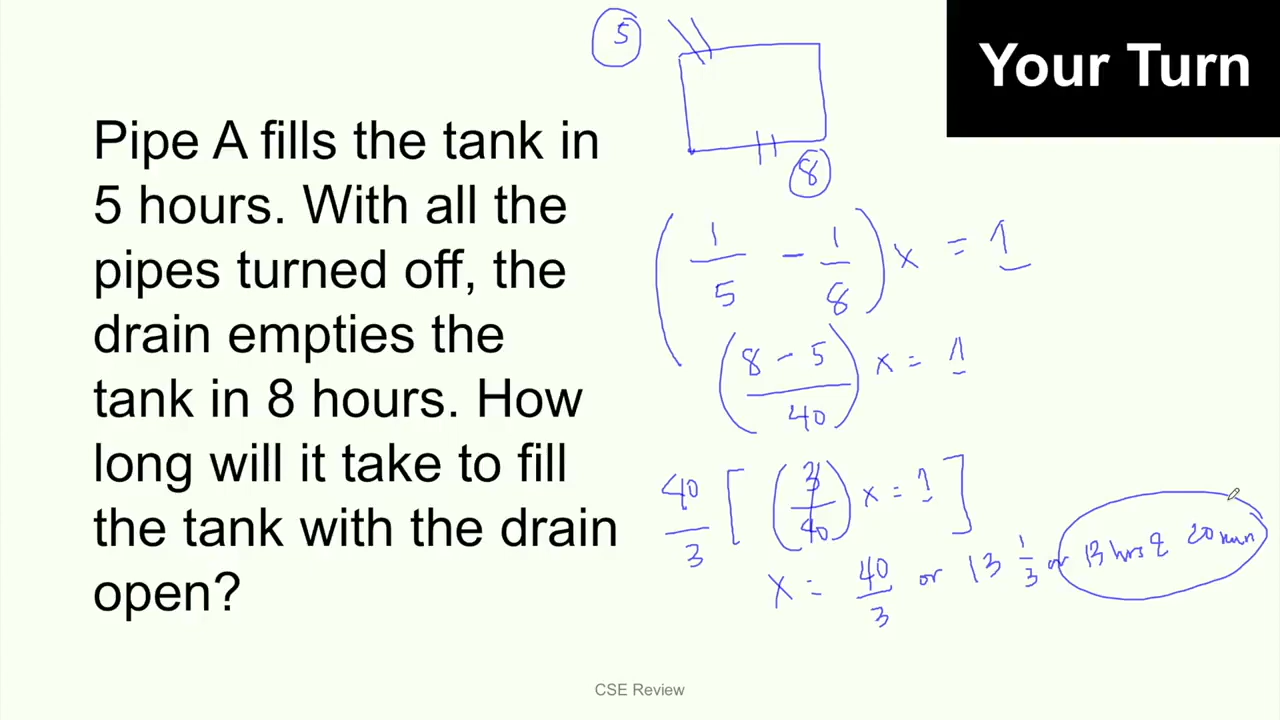 Your Turn
5
8
Pipe A fills the tank in
5 hours. With all the
pipes turned off, the
drain empties the
tank in 8 hours. How
long will it take to fill
the tank with the drain
open?
(1/5 - 1/8)x = 1
((8 - 5)/40)x = 1
40/3 [(3/40)x = 1]
x = 40/3 or 13 1/3 or 13 hrs & 20 min
CSE Review